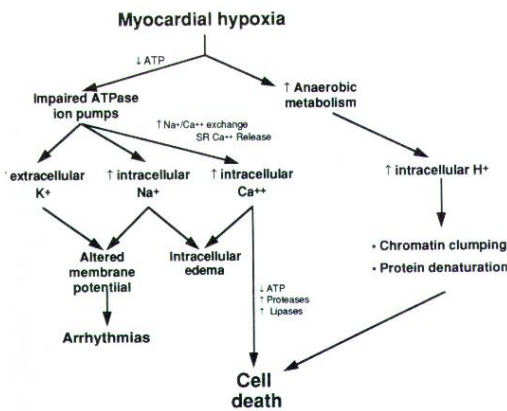 Myocardial hypoxia
↓ ATP
Impaired ATPase
ion pumps
↑ Anaerobic
metabolism
↑ Na+/Ca++ exchange
SR Ca++ Release
↑ extracellular
K+
↑ intracellular
Na+
↑ intracellular
Ca++
↑ intracellular H+
Altered
membrane
potentiial
Intracellular
edema
• Chromatin clumping
• Protein denaturation
↓ ATP
↑ Proteases
↑ Lipases
Arrhythmias
Cell
death